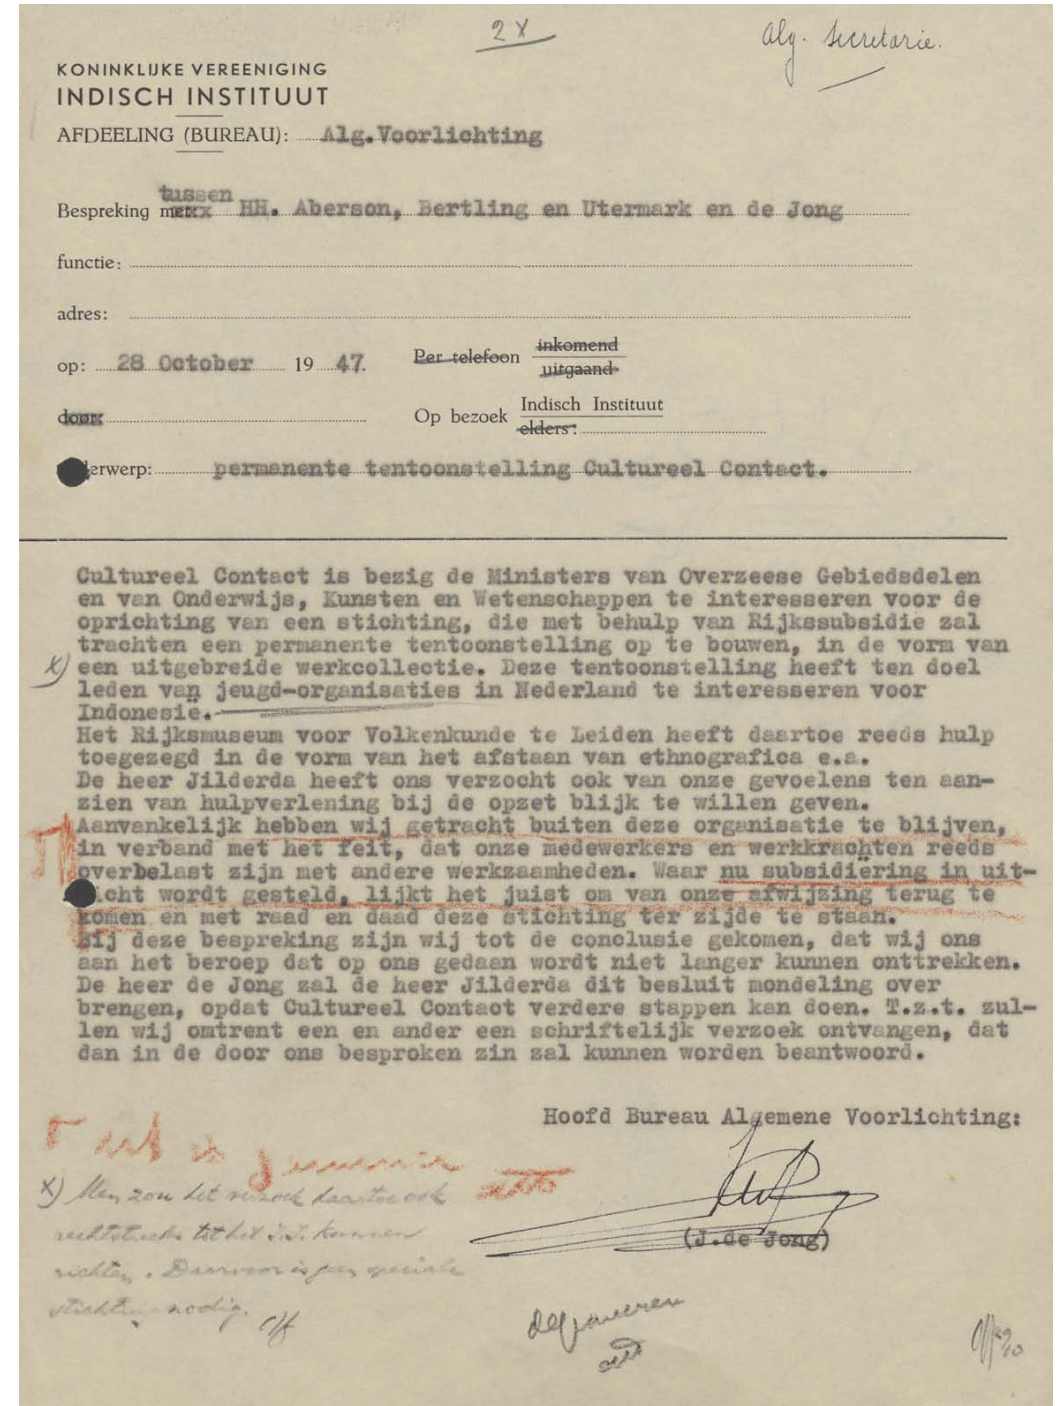 2 X
Alg. Secretarie.
KONINKLIJKE VEREENIGING
INDISCH INSTITUUT
AFDEELING (BUREAU): Alg.Voorlichting
tussen
Bespreking met: HH. Aberson, Bertling en Utermark en de Jong
functie:
adres:
op: 28 October 19 47.
Per telefoon inkomend
uitgaand
door:
Op bezoek Indisch Instituut
elders:
erwerp: permanente tentoonstelling Cultureel Contact.
Cultureel Contact is bezig de Ministers van Overzeese Gebiedsdelen
en van Onderwijs, Kunsten en Wetenschappen te interesseren voor de
oprichting van een stichting, die met behulp van Rijkssubsidie zal
trachten een permanente tentoonstelling op te bouwen, in de vorm van
x) een uitgebreide werkcollectie. Deze tentoonstelling heeft ten doel
leden van jeugd-organisaties in Nederland te interesseren voor
Indonesië.
Het Rijksmuseum voor Volkenkunde te Leiden heeft daartoe reeds hulp
toegezegd in de vorm van het afstaan van ethnografica e.a.
De heer Jilderda heeft ons verzocht ook van onze gevoelens ten aan-
zien van hulpverlening bij de opzet blijk te willen geven.
Aanvankelijk hebben wij getracht buiten deze organisatie te blijven,
in verband met het feit, dat onze medewerkers en werkkrachten reeds
overbelast zijn met andere werkzaamheden. Waar nu subsidiëring in uit-
icht wordt gesteld, lijkt het juist om van onze afwijzing terug te
komen en met raad en daad deze stichting ter zijde te staan.
Bij deze bespreking zijn wij tot de conclusie gekomen, dat wij ons
aan het beroep dat op ons gedaan wordt niet langer kunnen onttrekken.
De heer de Jong zal de heer Jilderda dit besluit mondeling over
brengen, opdat Cultureel Contact verdere stappen kan doen. T.z.t. zul-
len wij omtrent een en ander een schriftelijk verzoek ontvangen, dat
dan in de door ons besproken zin zal kunnen worden beantwoord.
Hoofd Bureau Algemene Voorlichting:
(J.de Jong)
x) Men zou het verzoek daartoe ook
rechtstreeks tot het I.I. kunnen
richten. Daarvoor is geen speciale
stichting nodig.